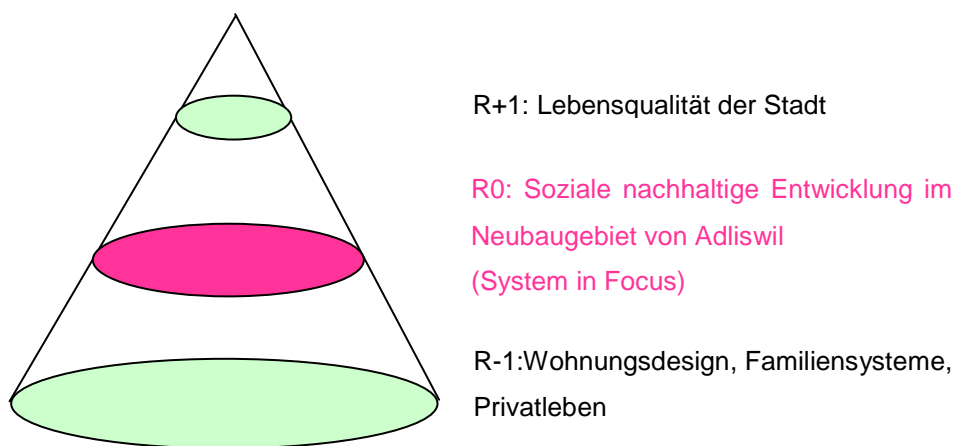 R+1: Lebensqualität der Stadt
R0: Soziale nachhaltige Entwicklung im
Neubaugebiet von Adliswil
(System in Focus)
R-1:Wohnungsdesign, Familiensysteme,
Privatleben